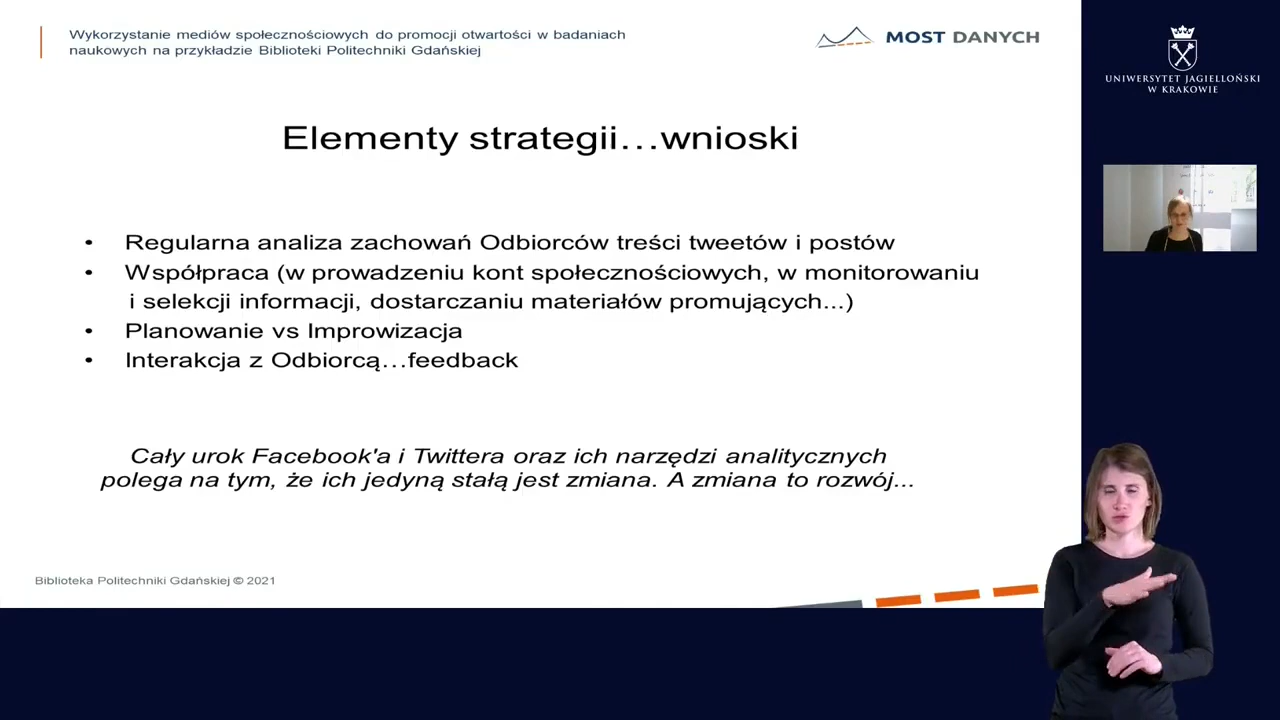 Wykorzystanie mediów społecznościowych do promocji otwartości w badaniach
naukowych na przykładzie Biblioteki Politechniki Gdańskiej
MOST DANYCH
UNIWERSYTET JAGIELLOŃSKI
W KRAKOWIE
Elementy strategii…wnioski
• Regularna analiza zachowań Odbiorców treści tweetów i postów
• Współpraca (w prowadzeniu kont społecznościowych, w monitorowaniu
i selekcji informacji, dostarczaniu materiałów promujących...)
• Planowanie vs Improwizacja
• Interakcja z Odbiorcą…feedback
Cały urok Facebook'a i Twittera oraz ich narzędzi analitycznych
polega na tym, że ich jedyną stałą jest zmiana. A zmiana to rozwój...
Biblioteka Politechniki Gdańskiej © 2021